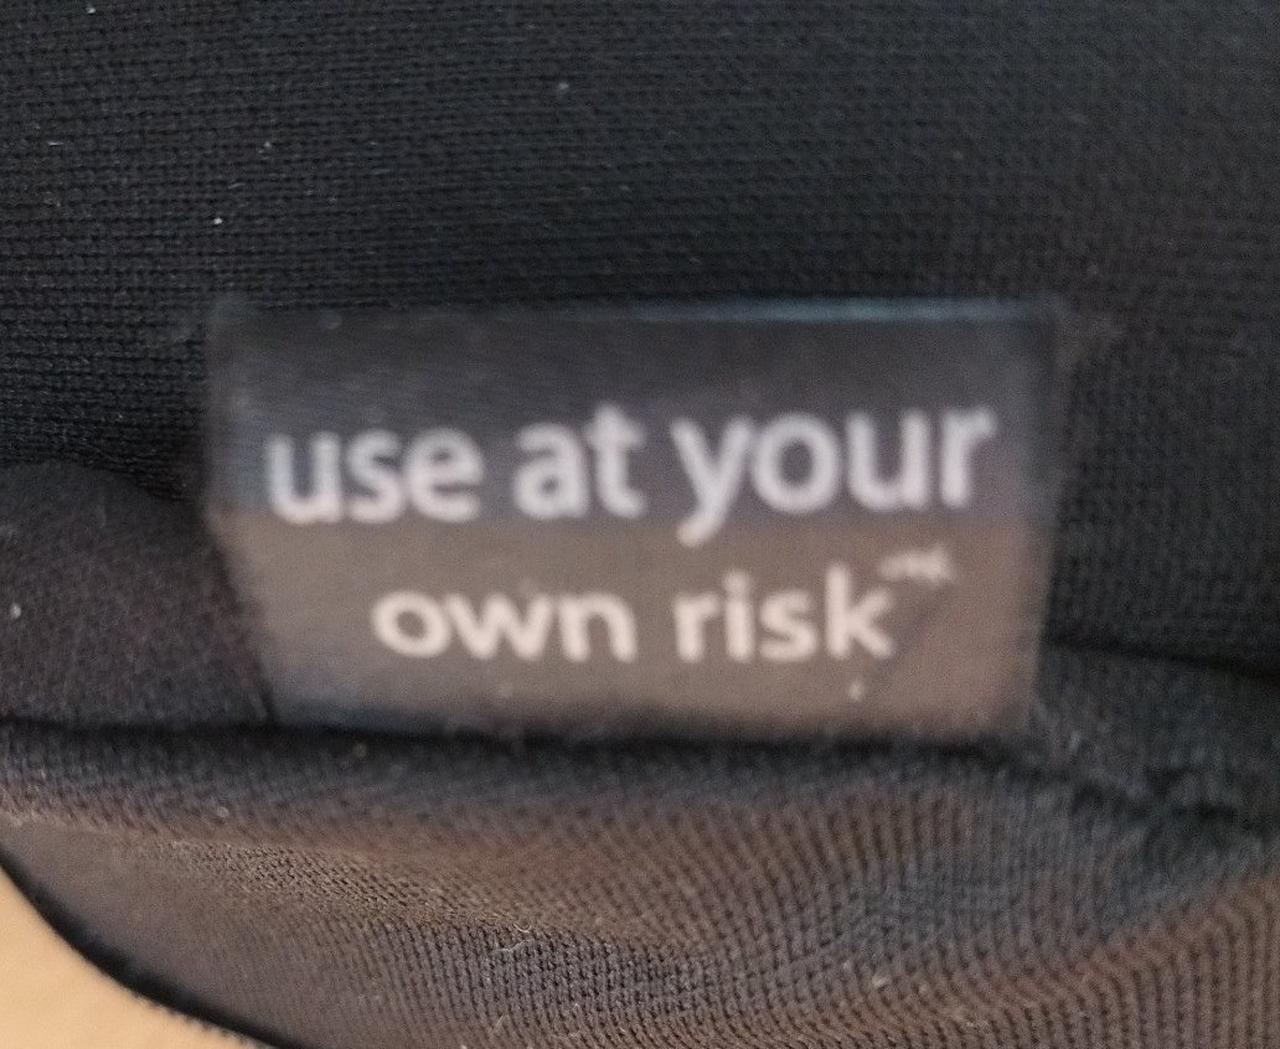 use at your
own risk